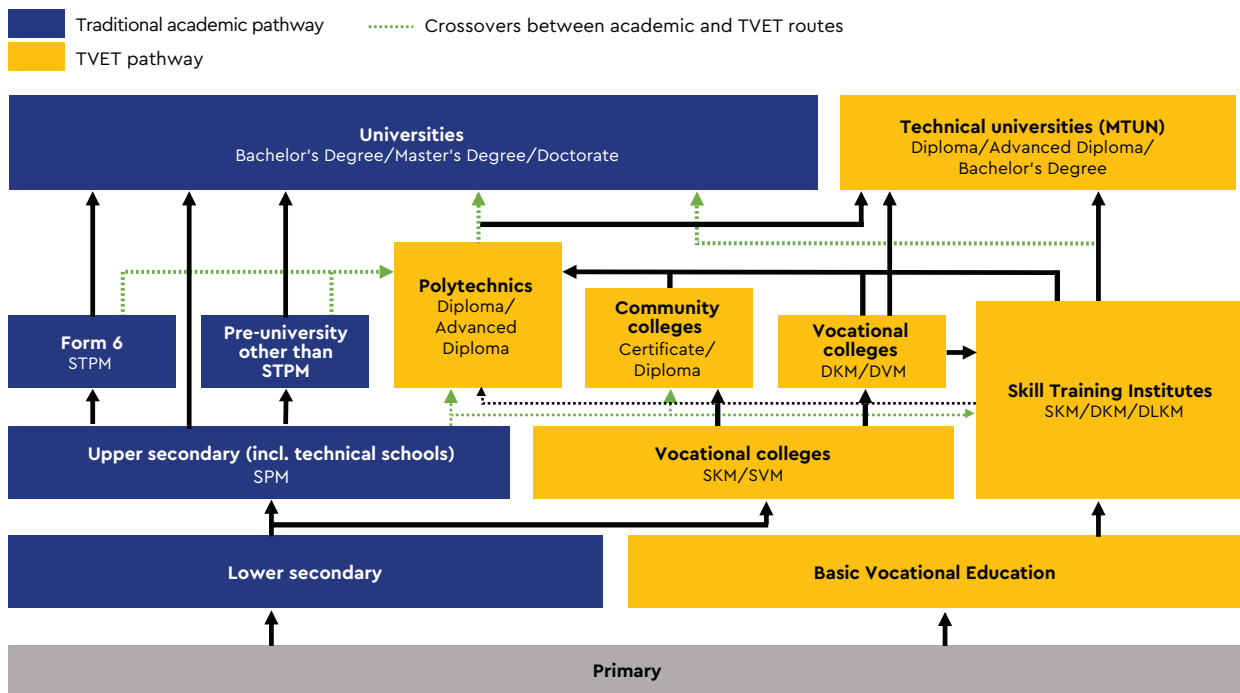 Traditional academic pathway
Crossovers between academic and TVET routes
TVET pathway
Universities
Bachelor's Degree/Master's Degree/Doctorate
Technical universities (MTUN)
Diploma/Advanced Diploma/
Bachelor's Degree
Polytechnics
Diploma/
Advanced
Diploma
Community
colleges
Certificate/
Diploma
Vocational
colleges
DKM/DVM
Form 6
STPM
Pre-university
other than
STPM
Skill Training Institutes
SKM/DKM/DLKM
Upper secondary (incl. technical schools)
SPM
Vocational colleges
SKM/SVM
Lower secondary
Basic Vocational Education
Primary